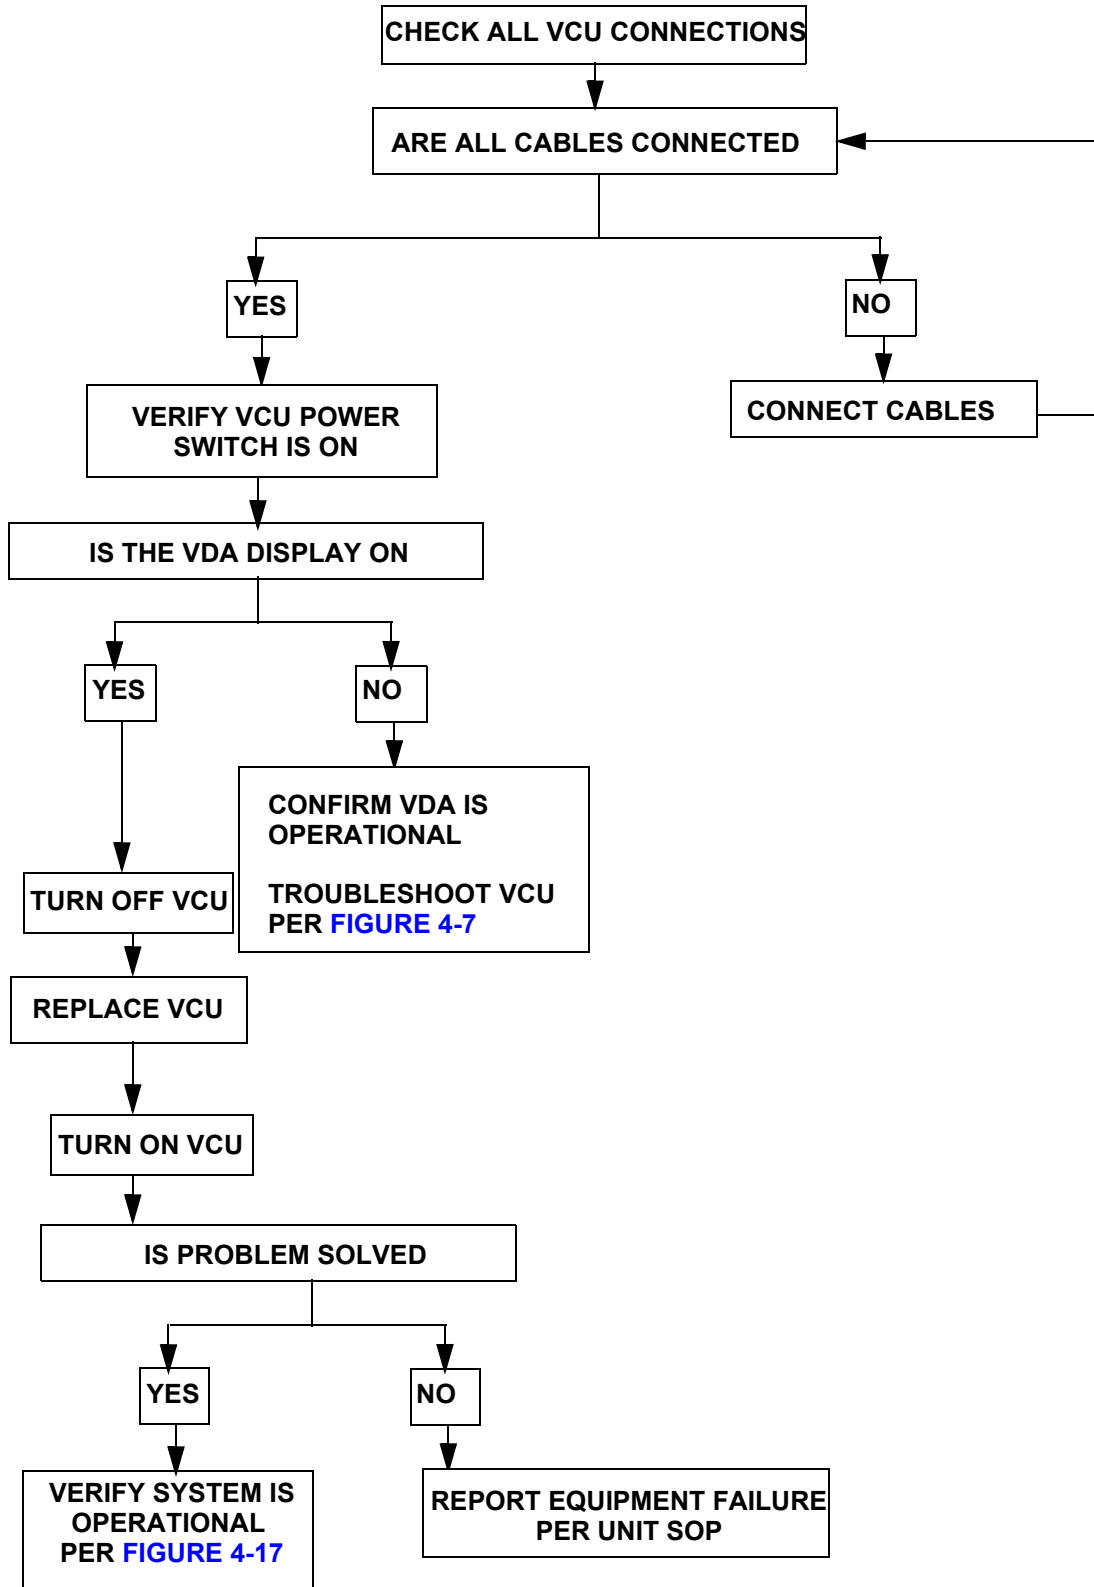 CHECK ALL VCU CONNECTIONS
ARE ALL CABLES CONNECTED
YES
NO
VERIFY VCU POWER
SWITCH IS ON
CONNECT CABLES
IS THE VDA DISPLAY ON
YES
NO
CONFIRM VDA IS
OPERATIONAL
TROUBLESHOOT VCU
PER FIGURE 4-7
TURN OFF VCU
REPLACE VCU
TURN ON VCU
IS PROBLEM SOLVED
YES
NO
VERIFY SYSTEM IS
OPERATIONAL
PER FIGURE 4-17
REPORT EQUIPMENT FAILURE
PER UNIT SOP